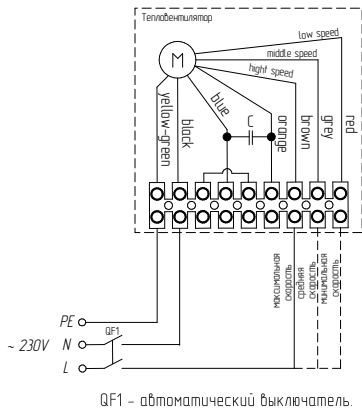 Тепловентилятор
low speed
middle speed
hight speed
M
yellow-green
black
blue
C
orange
brown
grey
red
максимальная
скорость
средняя
скорость
минимальная
скорость
PE
QF1
~ 230V
N
L
QF1 - автоматический выключатель.